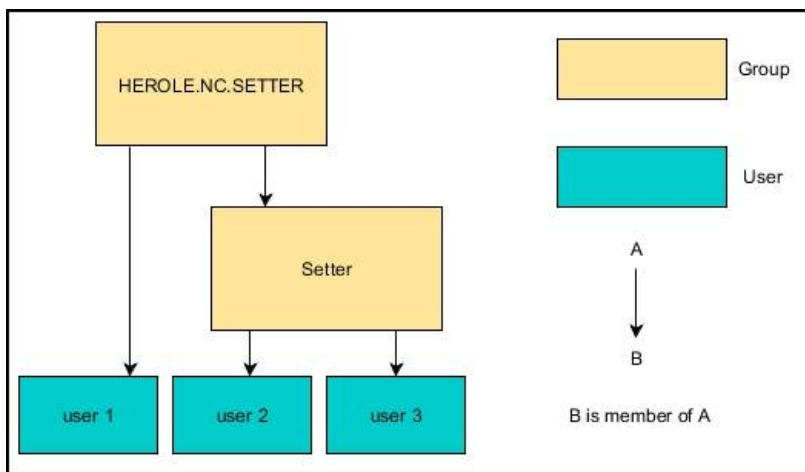 HEROLE.NC.SETTER
Group
User
Setter
A
B
user 1
user 2
user 3
B is member of A